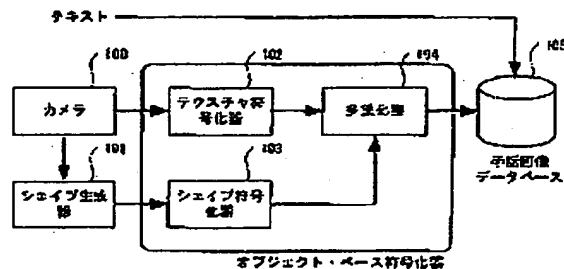 テキスト
100
102
104
105
カメラ
テクスチャ符
号化器
多重化器
101
103
手話画像
データベース
シェイプ生成
器
シェイプ符号
化器
オブジェクト・ベース符号化器